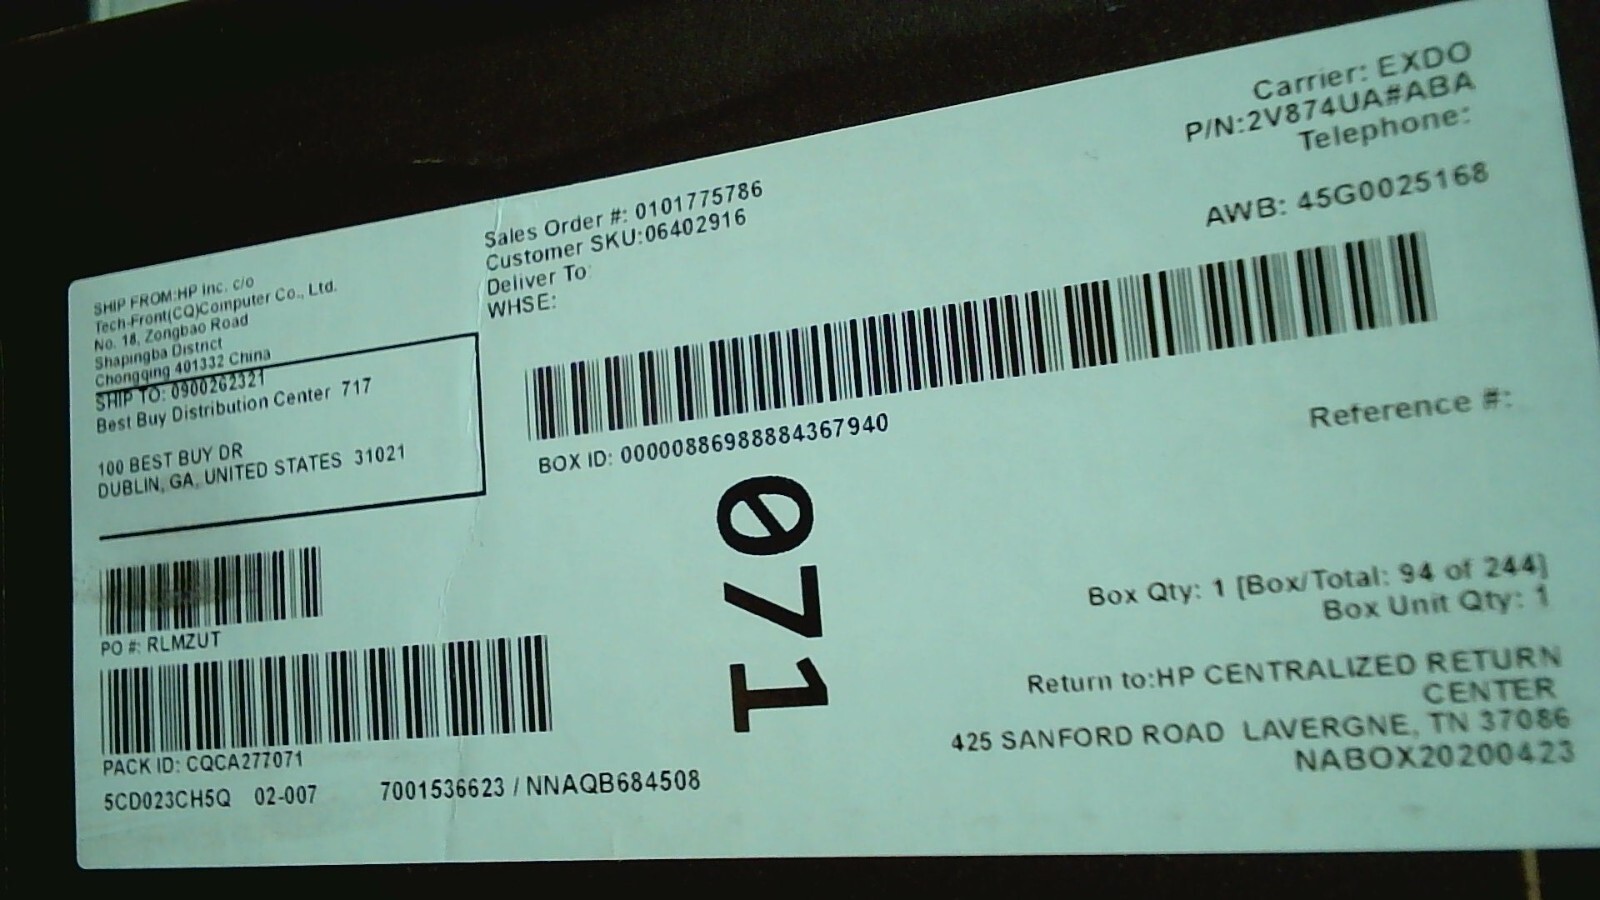 Carrier: EXDO
P/N:2V874UA#ABA
Telephone:
AWB: 45G0025168
Sales Order #: 0101775786
Customer SKU:06402916
Deliver To:
WHSE:
SHIP FROM:HP Inc. c/o
Tech-Front(CQ)Computer Co., Ltd.
No. 18, Zongbao Road
Shapingba District
Chongqing 401332 China
SHIP TO: 0900262321
Best Buy Distribution Center 717
100 BEST BUY DR
DUBLIN, GA, UNITED STATES 31021
BOX ID: 00000886988884367940
Reference #:
071
PO #: RLMZUT
PACK ID: CQCA277071
5CD023CH5Q 02-007 7001536623 / NNAQB684508
Box Qty: 1 [Box/Total: 94 of 244]
Box Unit Qty: 1
Return to:HP CENTRALIZED RETURN
CENTER
425 SANFORD ROAD LAVERGNE, TN 37086
NABOX20200423